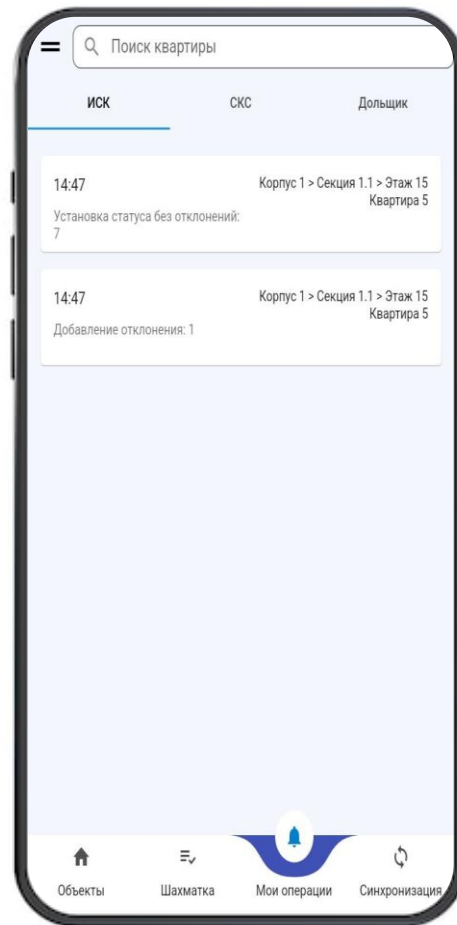 Поиск квартиры
ИСК
СКС
Дольщик
14:47
Корпус 1 > Секция 1.1 > Этаж 15
Квартира 5
Установка статуса без отклонений:
7
14:47
Корпус 1 > Секция 1.1 > Этаж 15
Квартира 5
Добавление отклонения: 1
Объекты
Шахматка
Мои операции
Синхронизация